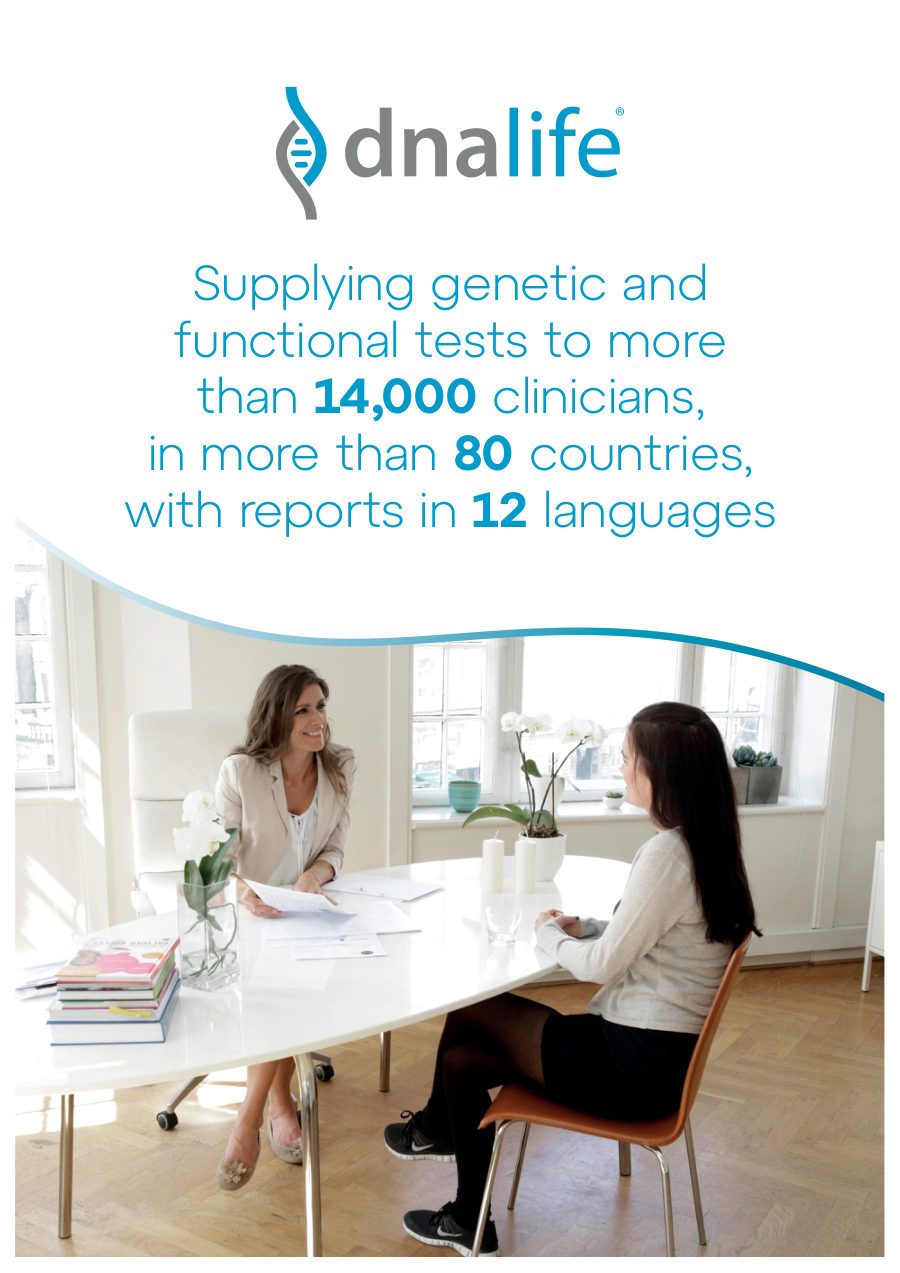 dnalife®
Supplying genetic and
functional tests to more
than 14,000 clinicians,
in more than 80 countries,
with reports in 12 languages